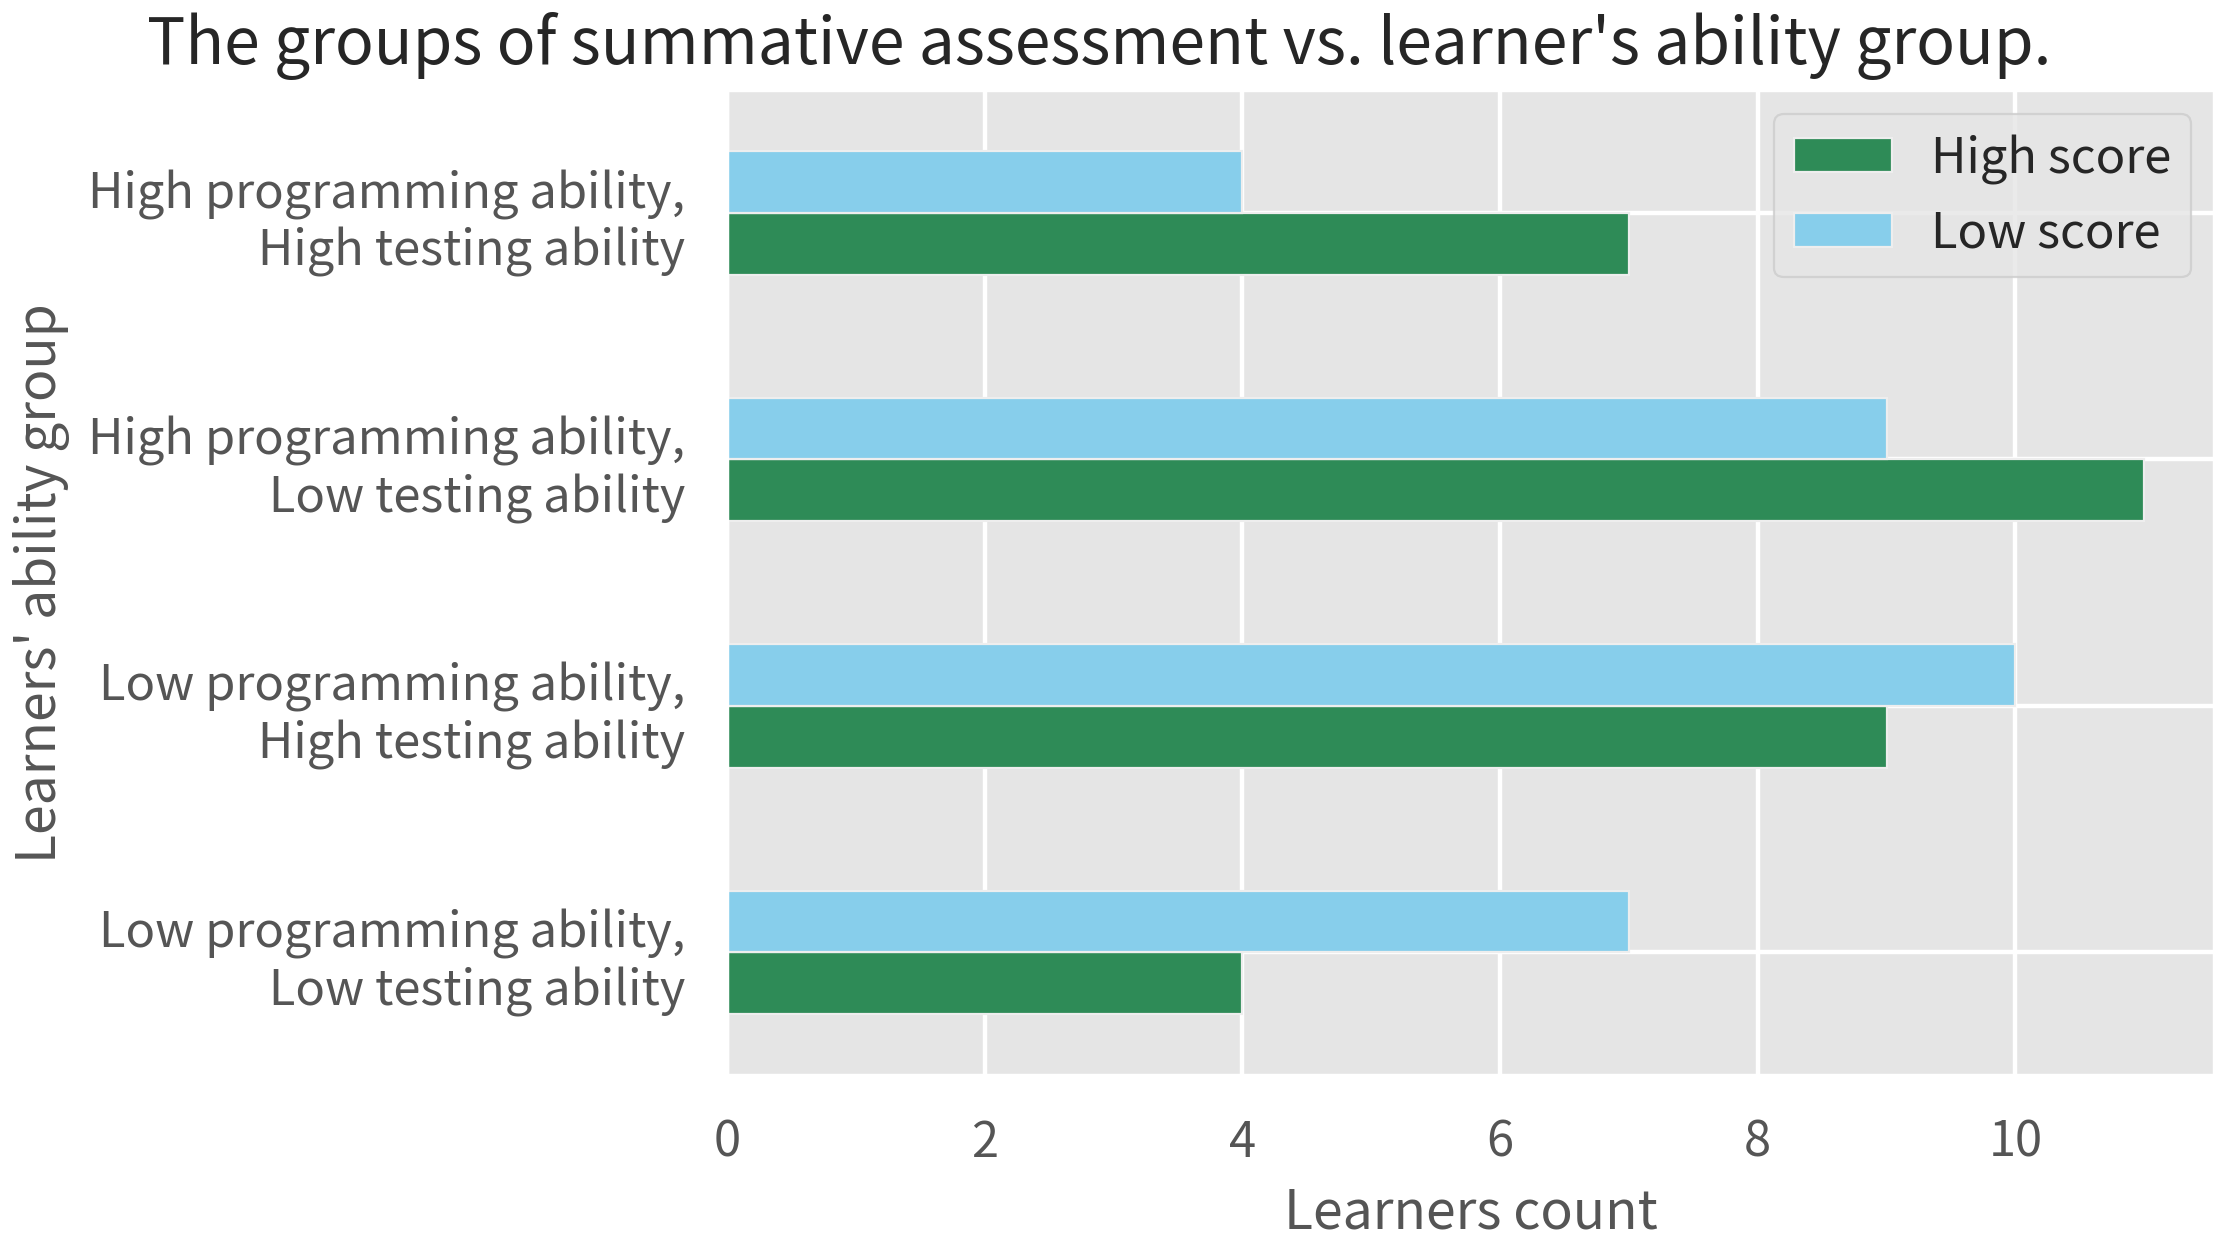 The groups of summative assessment vs. learner's ability group.
High score
Low score
Learners' ability group
High programming ability,
High testing ability
High programming ability,
Low testing ability
Low programming ability,
High testing ability
Low programming ability,
Low testing ability
0 2 4 6 8 10
Learners count